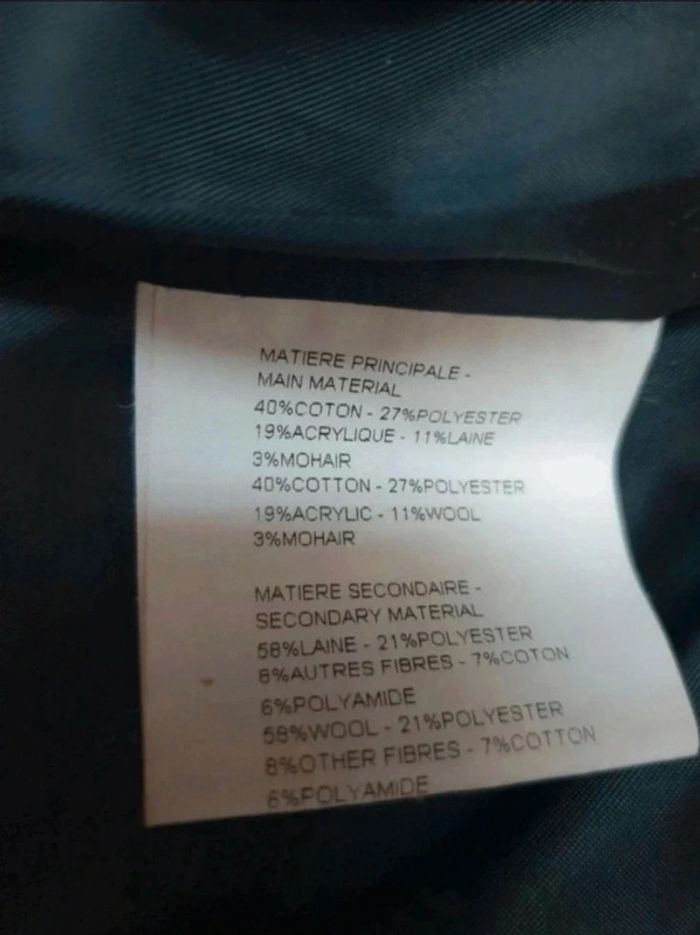 MATIERE PRINCIPALE -
MAIN MATERIAL
40%COTON - 27%POLYESTER
19%ACRYLIQUE - 11%LAINE
3%MOHAIR
40%COTTON - 27%POLYESTER
19%ACRYLIC - 11%WOOL
3%MOHAIR
MATIERE SECONDAIRE -
SECONDARY MATERIAL
58%LAINE - 21%POLYESTER
8%AUTRES FIBRES - 7%COTON
6%POLYAMIDE
58%WOOL - 21%POLYESTER
8%OTHER FIBRES - 7%COTTON
6%POLYAMIDE